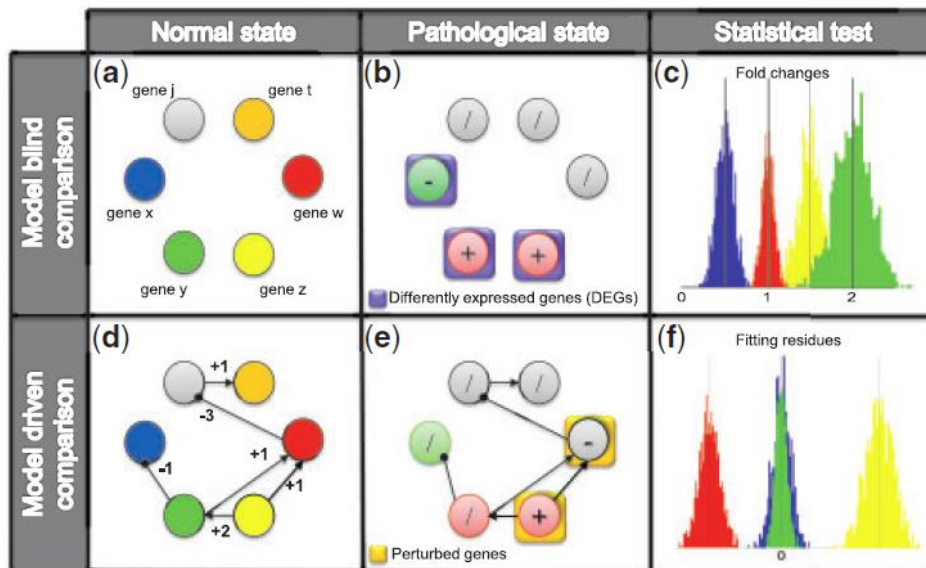 Normal state
Pathological state
Statistical test
Model blind
comparison
(a)
gene j
gene t
gene x
gene w
gene y
gene z
(b)
/
/
-
/
+
+
Differently expressed genes (DEGs)
(c)
Fold changes
0
1
2
Model driven
comparison
(d)
+1
-3
-1
+1
+1
+2
(e)
/
/
/
-
/
+
Perturbed genes
(f)
Fitting residues
0